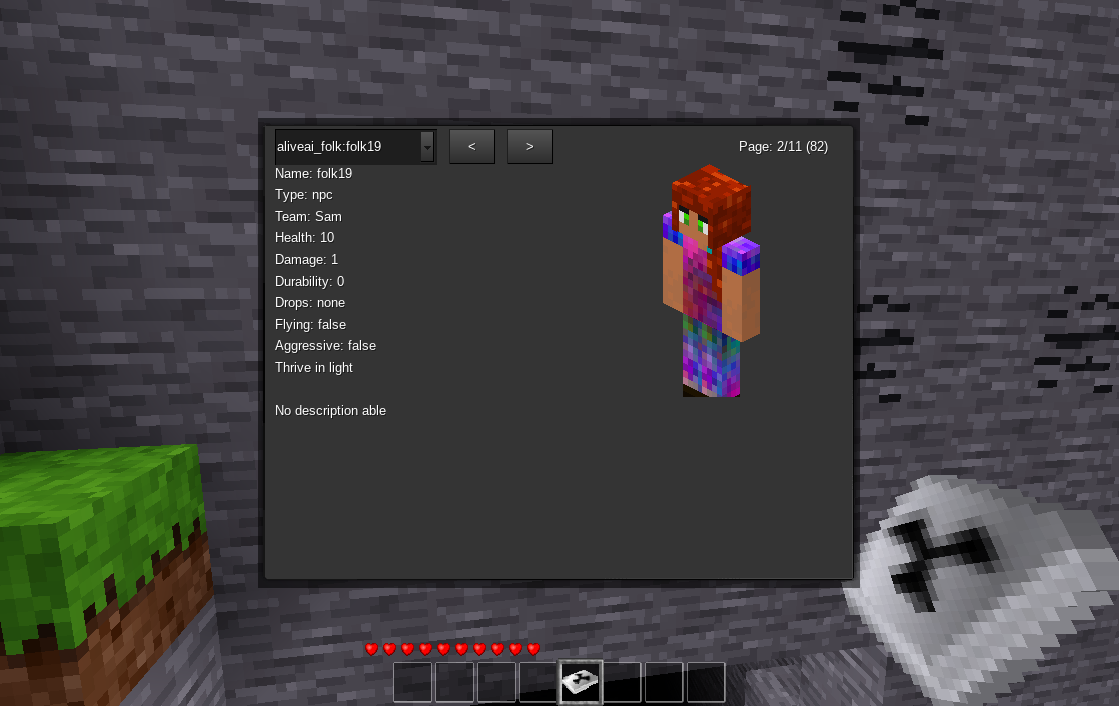 aliveai_folk:folk19 < > Page: 2/11 (82)
Name: folk19
Type: npc
Team: Sam
Health: 10
Damage: 1
Durability: 0
Drops: none
Flying: false
Aggressive: false
Thrive in light
No description able